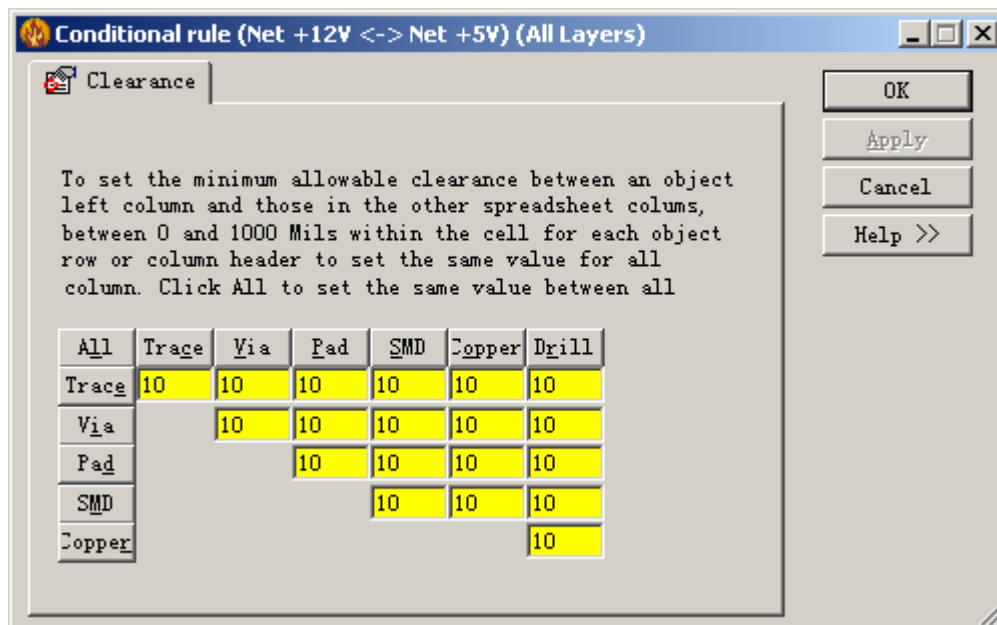 Conditional rule (Net +12V <-> Net +5V) (All Layers)
Clearance
OK
Apply
Cancel
Help >>
To set the minimum allowable clearance between an object
left column and those in the other spreadsheet colums,
between 0 and 1000 Mils within the cell for each object
row or column header to set the same value for all
column. Click All to set the same value between all
All Trace Via Pad SMD Copper Drill
Trace 10 10 10 10 10 10
Via 10 10 10 10 10
Pad 10 10 10 10
SMD 10 10 10
Copper 10